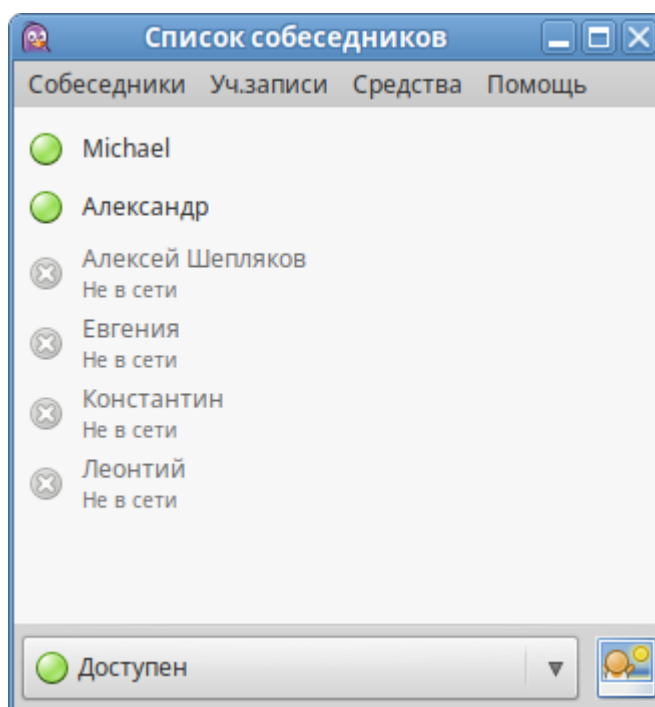 Список собеседников
Собеседники Уч.записи Средства Помощь
Michael
Александр
Алексей Шепляков
Не в сети
Евгения
Не в сети
Константин
Не в сети
Леонтий
Не в сети
Доступен